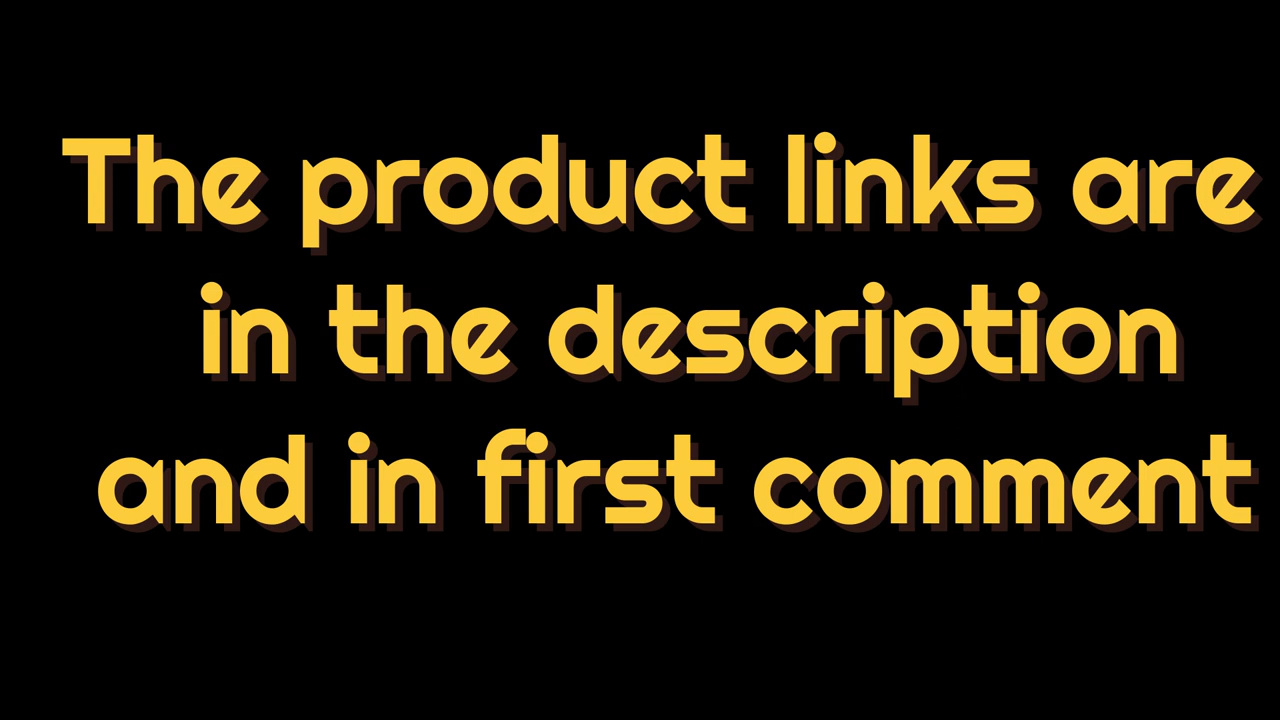 The product links are
in the description
and in first comment